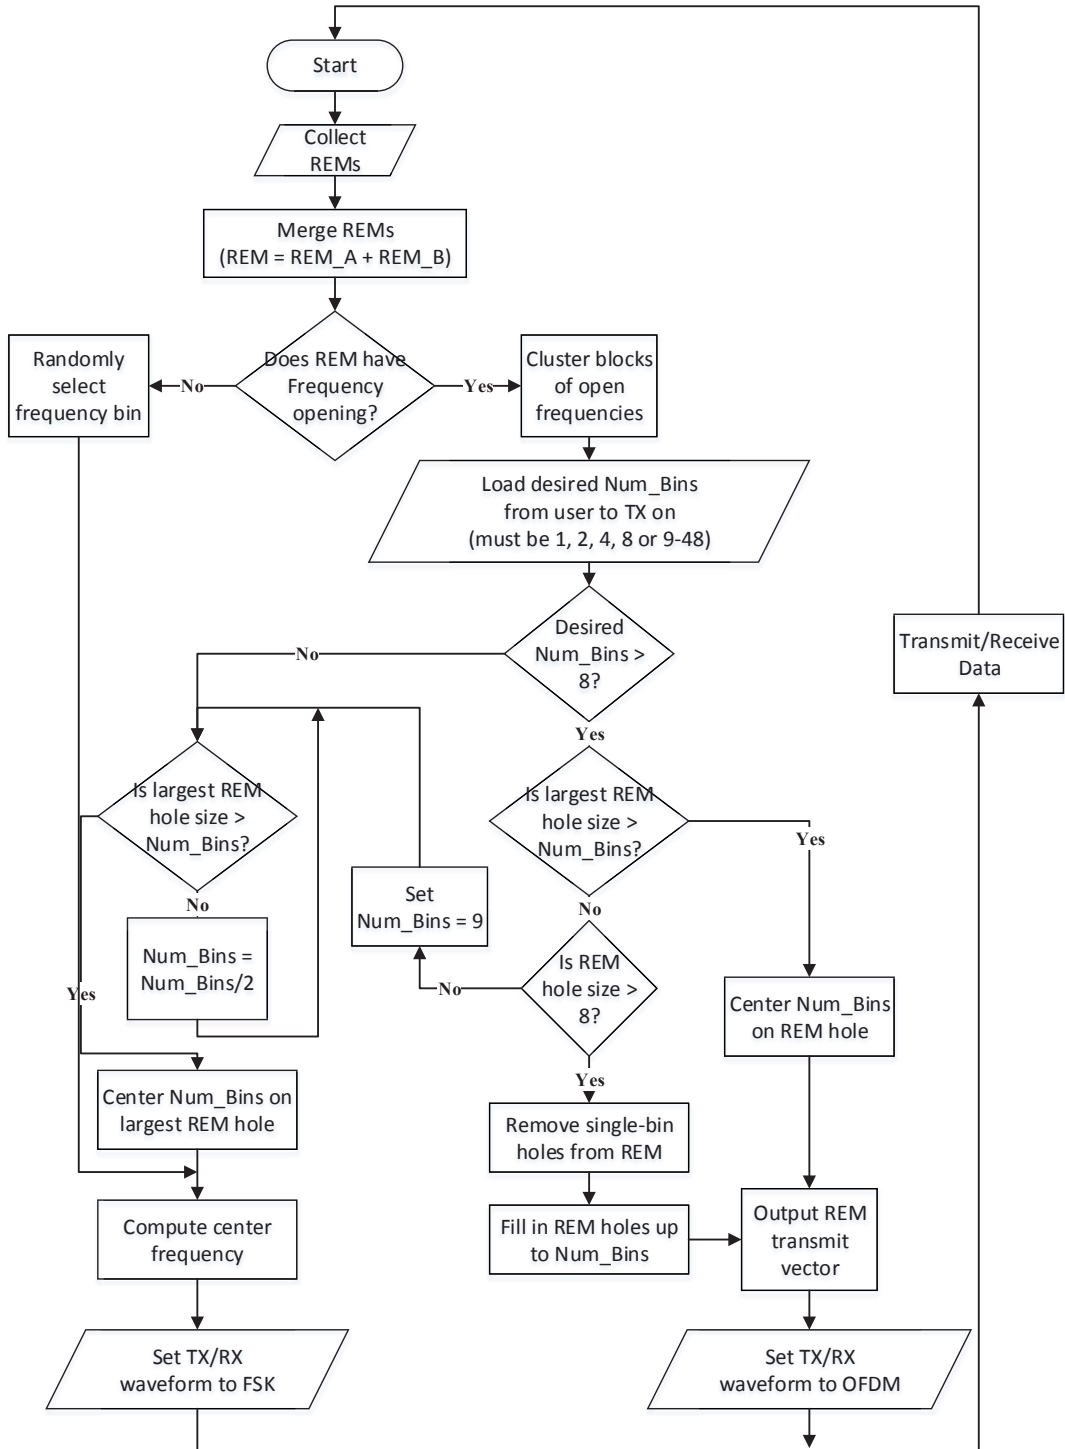 Start
Collect
REMs
Merge REMs
(REM = REM_A + REM_B)
Does REM have
Frequency
opening?
No
Yes
Randomly
select
frequency bin
Cluster blocks
of open
frequencies
Load desired Num_Bins
from user to TX on
(must be 1, 2, 4, 8 or 9-48)
Desired
Num_Bins >
8?
No
Yes
Transmit/Receive
Data
Is largest REM
hole size >
Num_Bins?
No
Yes
Num_Bins =
Num_Bins/2
Set
Num_Bins = 9
Is largest REM
hole size >
Num_Bins?
Yes
No
Is REM
hole size >
8?
No
Yes
Center Num_Bins
on REM hole
Center Num_Bins on
largest REM hole
Remove single-bin
holes from REM
Fill in REM holes up
to Num_Bins
Output REM
transmit
vector
Compute center
frequency
Set TX/RX
waveform to FSK
Set TX/RX
waveform to OFDM